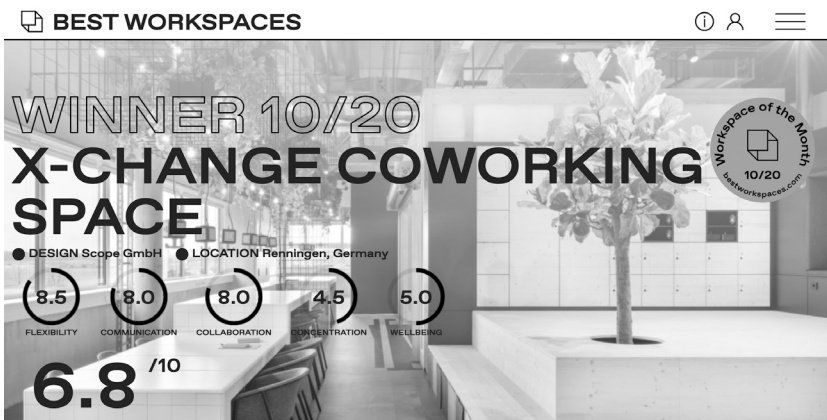 BEST WORKSPACES
WINNER 10/20
X-CHANGE COWORKING
SPACE
DESIGN Scope GmbH LOCATION Renningen, Germany
8.5 8.0 8.0 4.5 5.0
FLEXIBILITY COMMUNICATION COLLABORATION CONCENTRATION WELLBEING
6.8 /10
Workspace of the Month
10/20
bestworkspaces.com